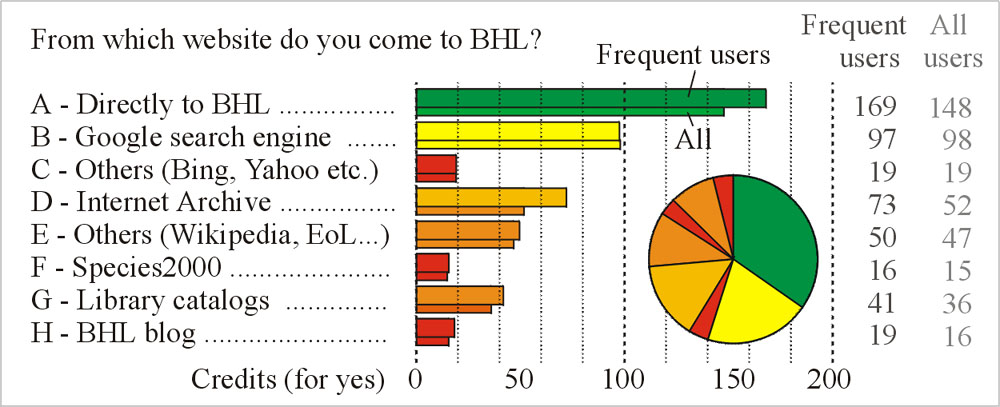 From which website do you come to BHL?
Frequent users
All
Frequent users
All users
A - Directly to BHL .............. 169 148
B - Google search engine ....... 97 98
C - Others (Bing, Yahoo etc.) 19 19
D - Internet Archive ............... 73 52
E - Others (Wikipedia, EoL...) 50 47
F - Species2000 .................... 16 15
G - Library catalogs ............. 41 36
H - BHL blog ........................ 19 16
Credits (for yes) 0 50 100 150 200